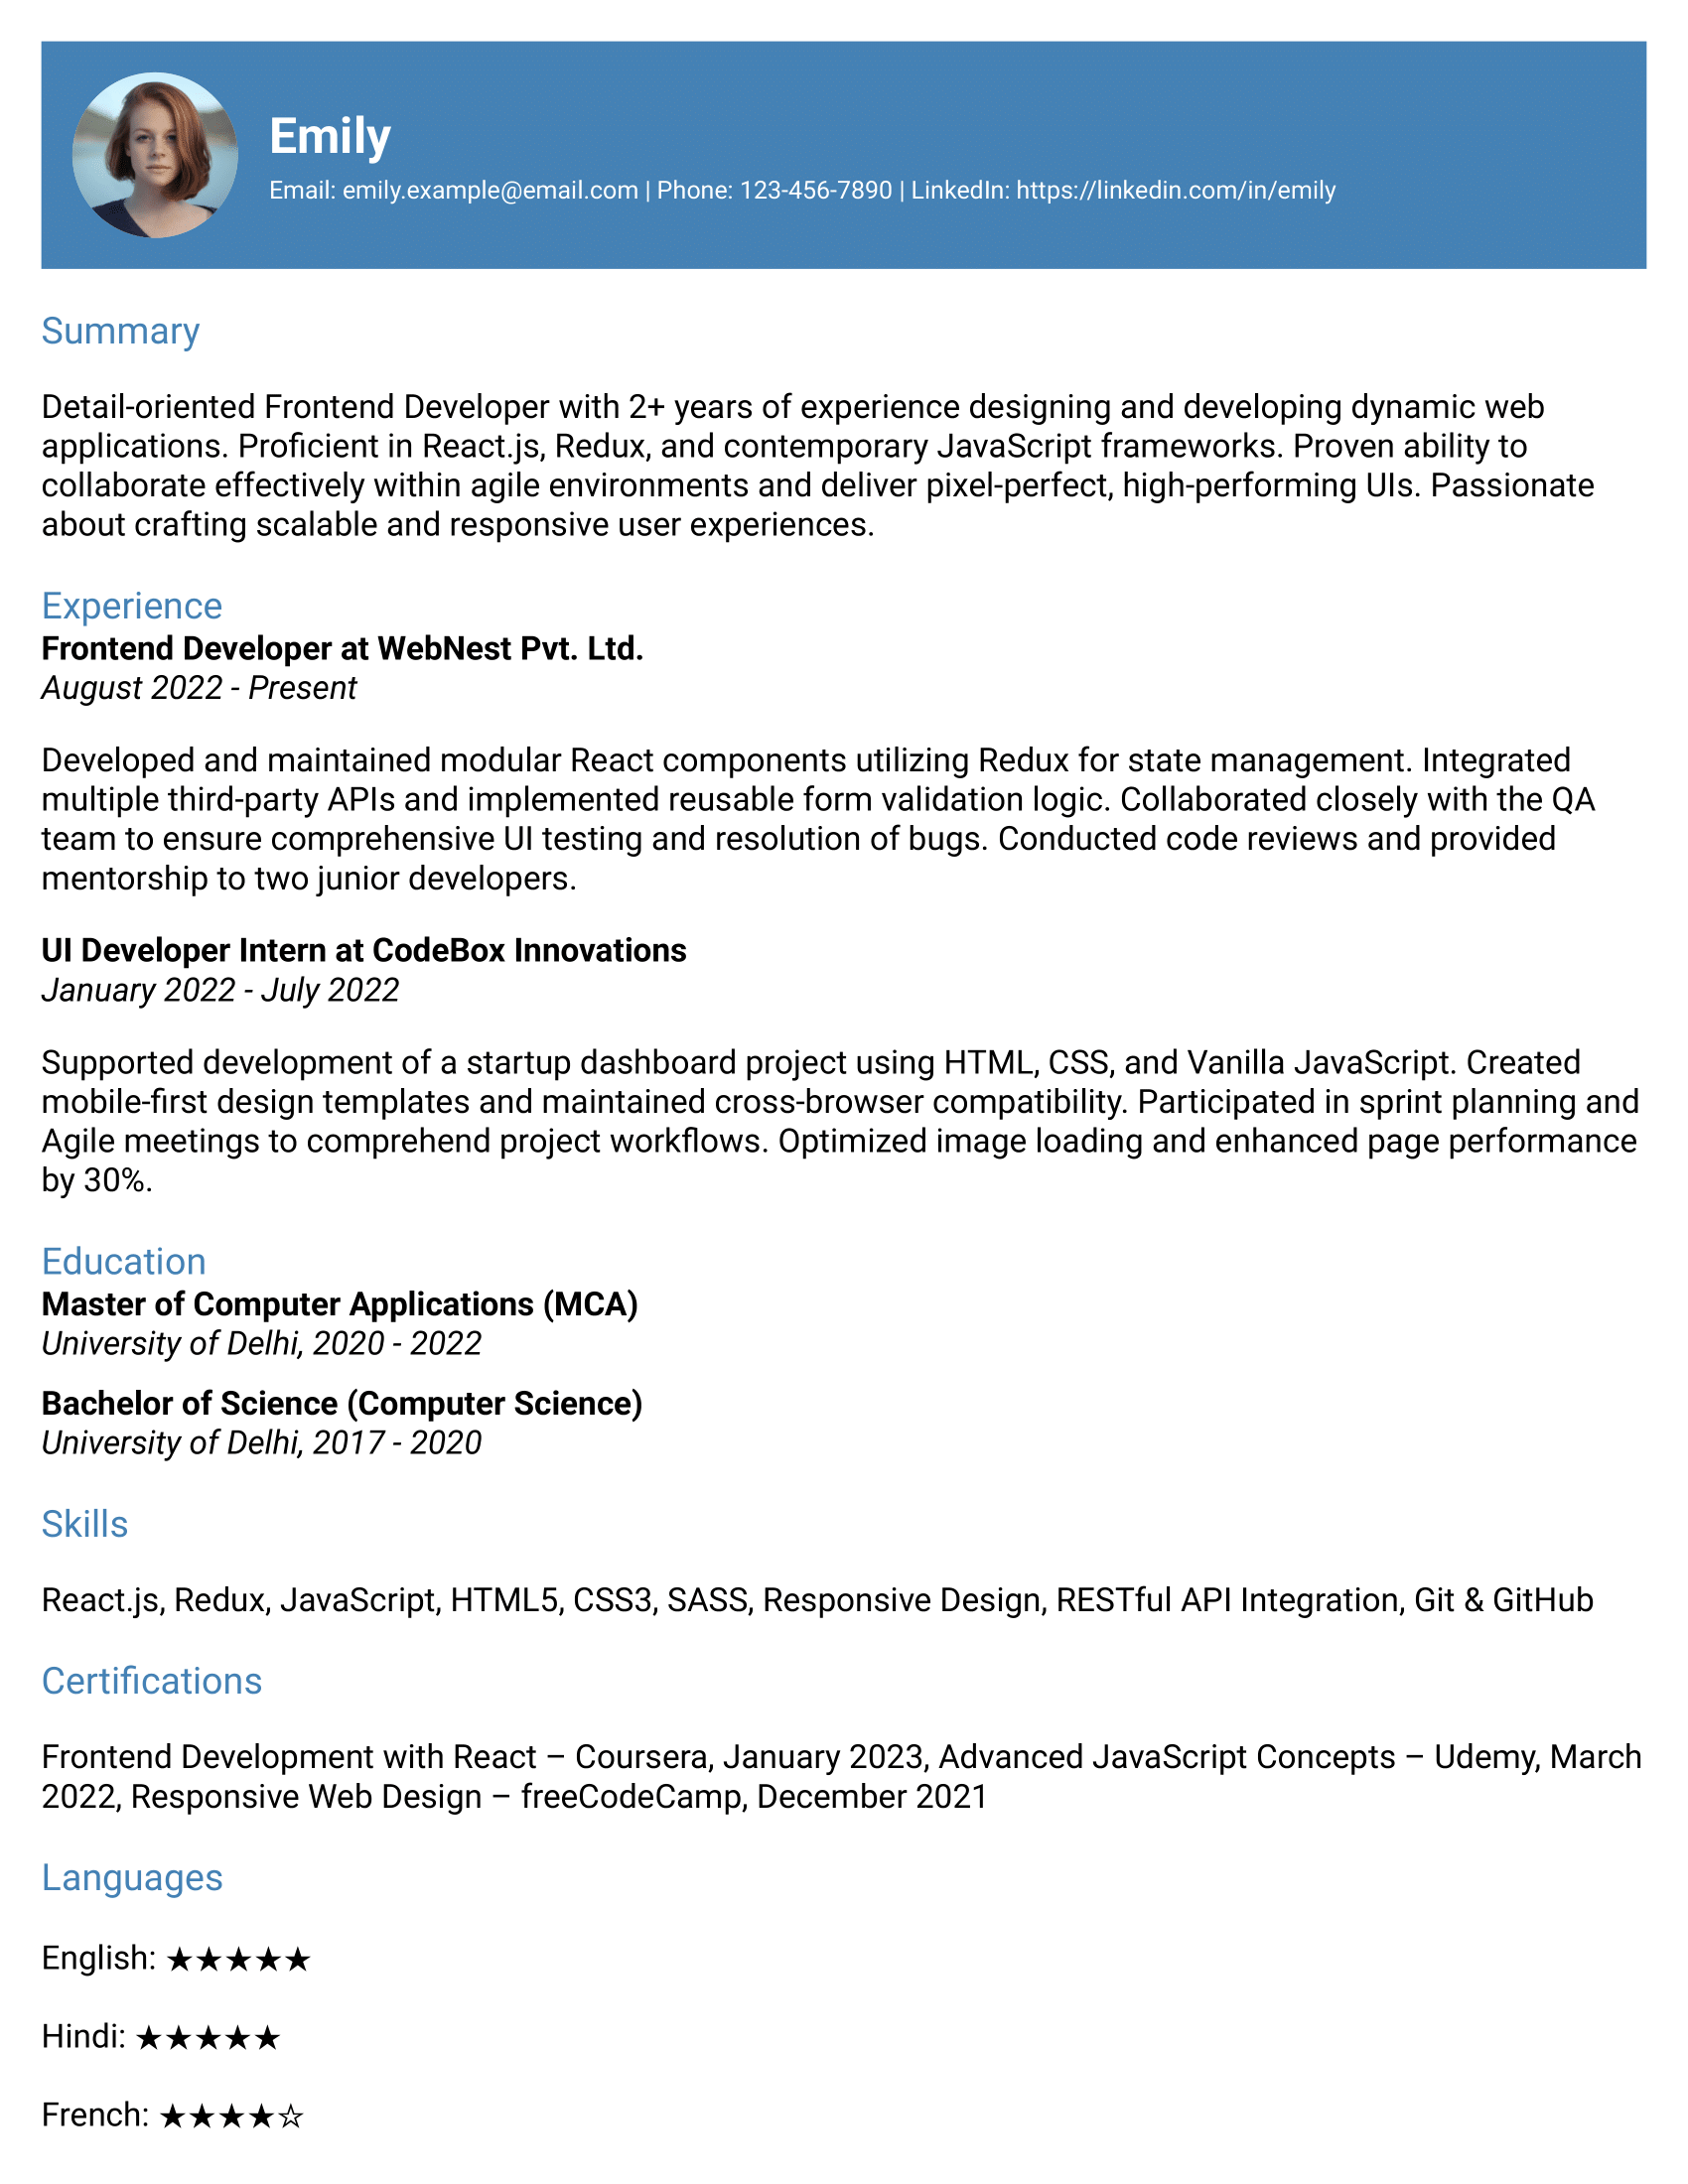 Emily
Email: emily.example@email.com | Phone: 123-456-7890 | LinkedIn: https://linkedin.com/in/emily
Summary
Detail-oriented Frontend Developer with 2+ years of experience designing and developing dynamic web
applications. Proficient in React.js, Redux, and contemporary JavaScript frameworks. Proven ability to
collaborate effectively within agile environments and deliver pixel-perfect, high-performing UIs. Passionate
about crafting scalable and responsive user experiences.
Experience
Frontend Developer at WebNest Pvt. Ltd.
August 2022 - Present
Developed and maintained modular React components utilizing Redux for state management. Integrated
multiple third-party APIs and implemented reusable form validation logic. Collaborated closely with the QA
team to ensure comprehensive UI testing and resolution of bugs. Conducted code reviews and provided
mentorship to two junior developers.
UI Developer Intern at CodeBox Innovations
January 2022 - July 2022
Supported development of a startup dashboard project using HTML, CSS, and Vanilla JavaScript. Created
mobile-first design templates and maintained cross-browser compatibility. Participated in sprint planning and
Agile meetings to comprehend project workflows. Optimized image loading and enhanced page performance
by 30%.
Education
Master of Computer Applications (MCA)
University of Delhi, 2020 - 2022
Bachelor of Science (Computer Science)
University of Delhi, 2017 - 2020
Skills
React.js, Redux, JavaScript, HTML5, CSS3, SASS, Responsive Design, RESTful API Integration, Git & GitHub
Certifications
Frontend Development with React – Coursera, January 2023, Advanced JavaScript Concepts – Udemy, March
2022, Responsive Web Design – freeCodeCamp, December 2021
Languages
English: ★★★★★
Hindi: ★★★★★
French: ★★★★☆